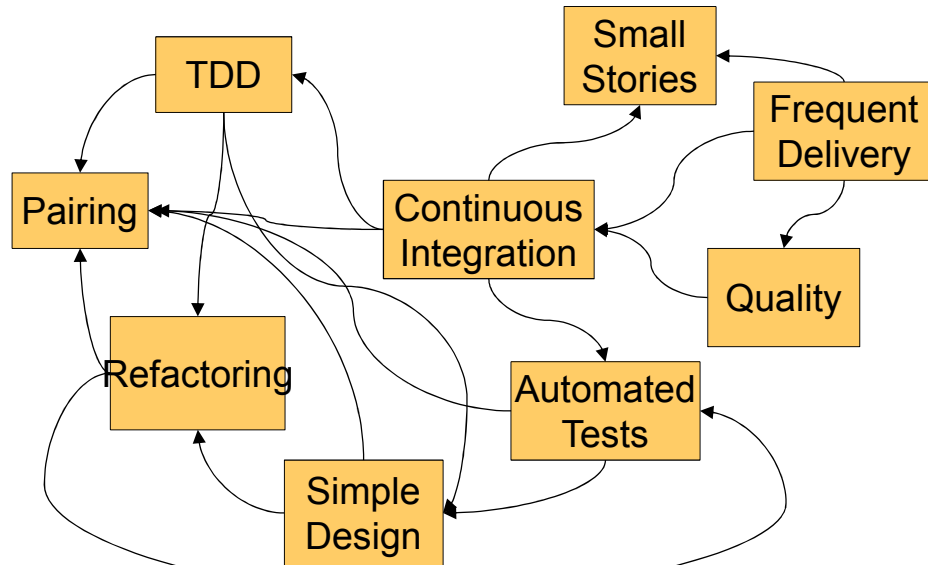 Small
Stories
TDD
Frequent
Delivery
Pairing
Continuous
Integration
Quality
Refactoring
Automated
Tests
Simple
Design